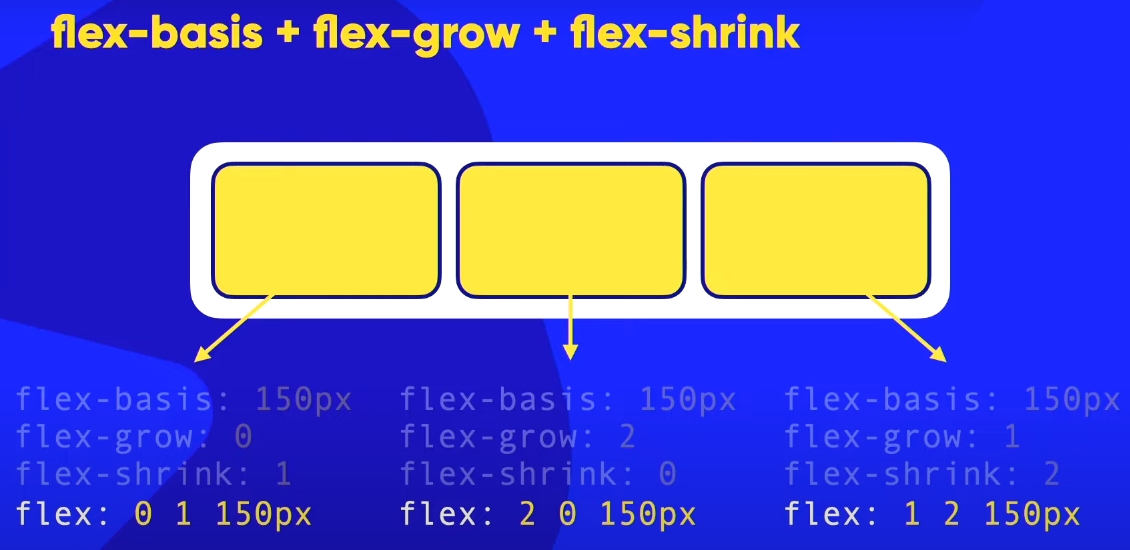 flex-basis + flex-grow + flex-shrink
flex-basis: 150px
flex-grow: 0
flex-shrink: 1
flex: 0 1 150px
flex-basis: 150px
flex-grow: 2
flex-shrink: 0
flex: 2 0 150px
flex-basis: 150px
flex-grow: 1
flex-shrink: 2
flex: 1 2 150px